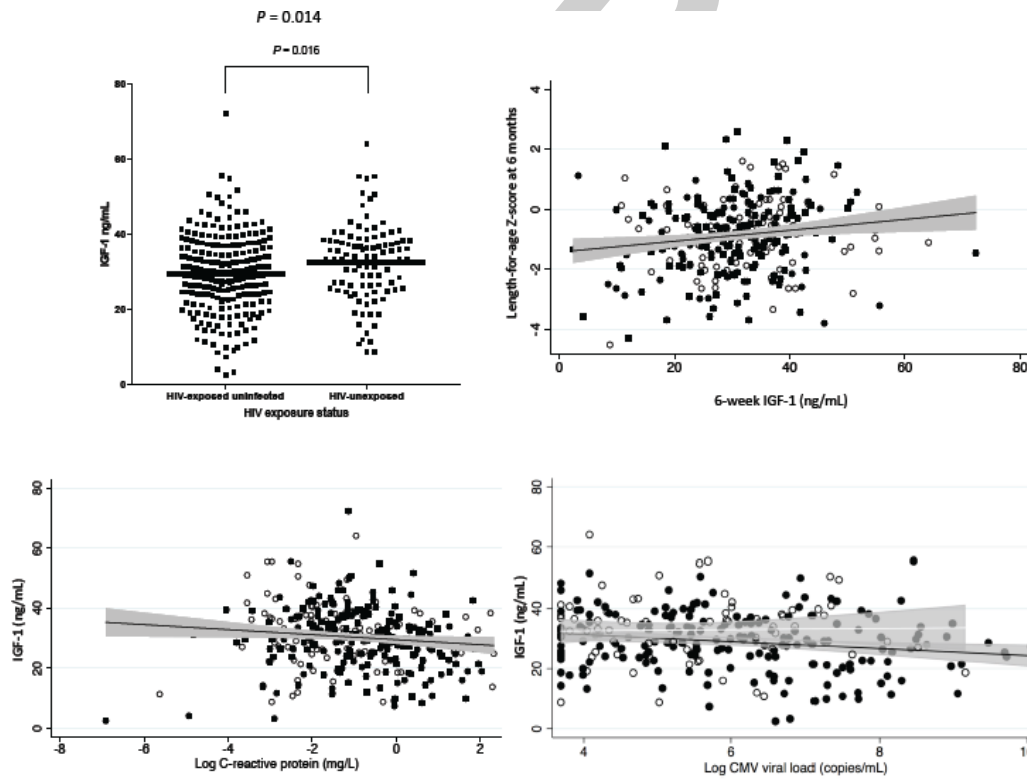 P = 0.014
P = 0.016
80
60
40
20
0
IGF-1 ng/mL
HIV-exposed uninfected
HIV-unexposed
HIV exposure status
4
2
0
-2
-4
Length-for-age Z-score at 6 months
0
20
40
60
80
6-week IGF-1 (ng/mL)
80
60
40
20
0
IGF-1 (ng/mL)
-8
-6
-4
-2
0
2
Log C-reactive protein (mg/L)
80
60
40
20
0
IGF-1 (ng/mL)
4
6
8
10
Log CMV viral load (copies/mL)